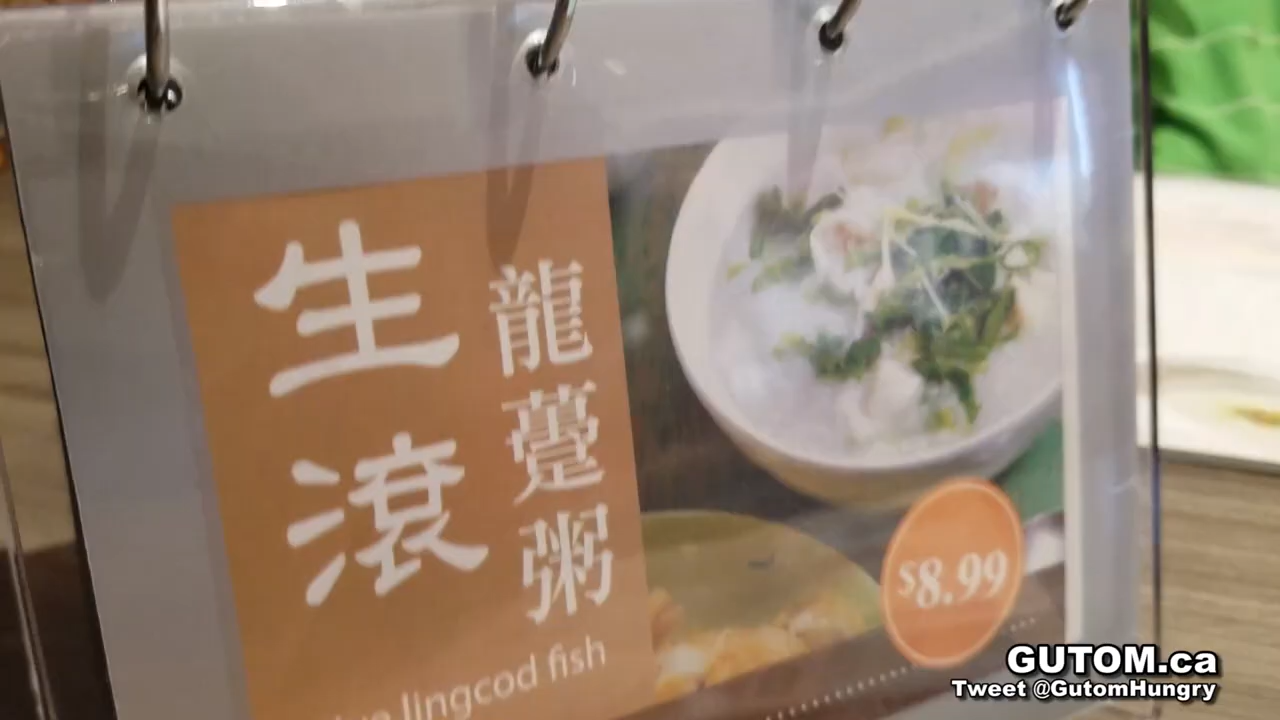 生滾
龍躉粥
lingcod fish
$8.99
GUTOM.ca
Tweet @GutomHungry